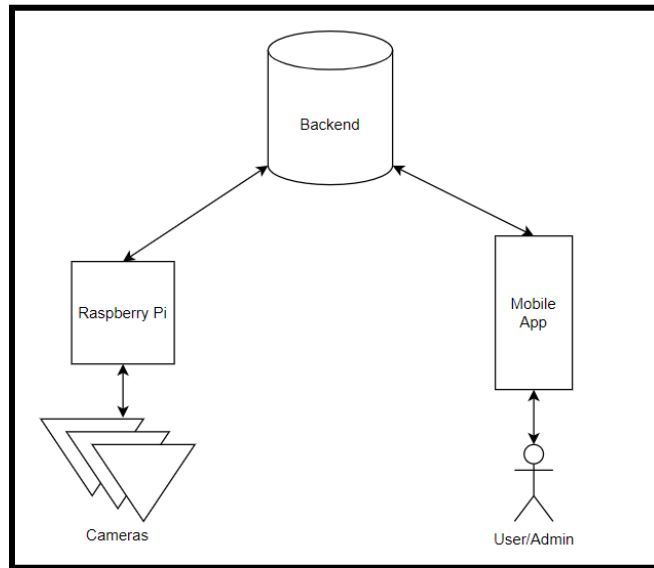 Backend
Raspberry Pi
Mobile
App
Cameras
User/Admin